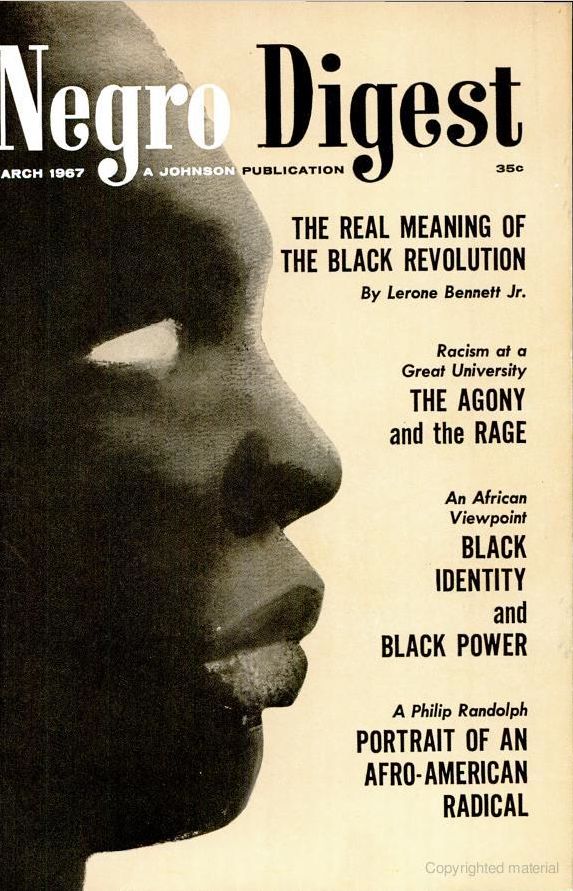 Negro Digest
ARCH 1967 A JOHNSON PUBLICATION 35c
THE REAL MEANING OF
THE BLACK REVOLUTION
By Lerone Bennett Jr.
Racism at a
Great University
THE AGONY
and the RAGE
An African
Viewpoint
BLACK
IDENTITY
and
BLACK POWER
A Philip Randolph
PORTRAIT OF AN
AFRO-AMERICAN
RADICAL
Copyrighted material